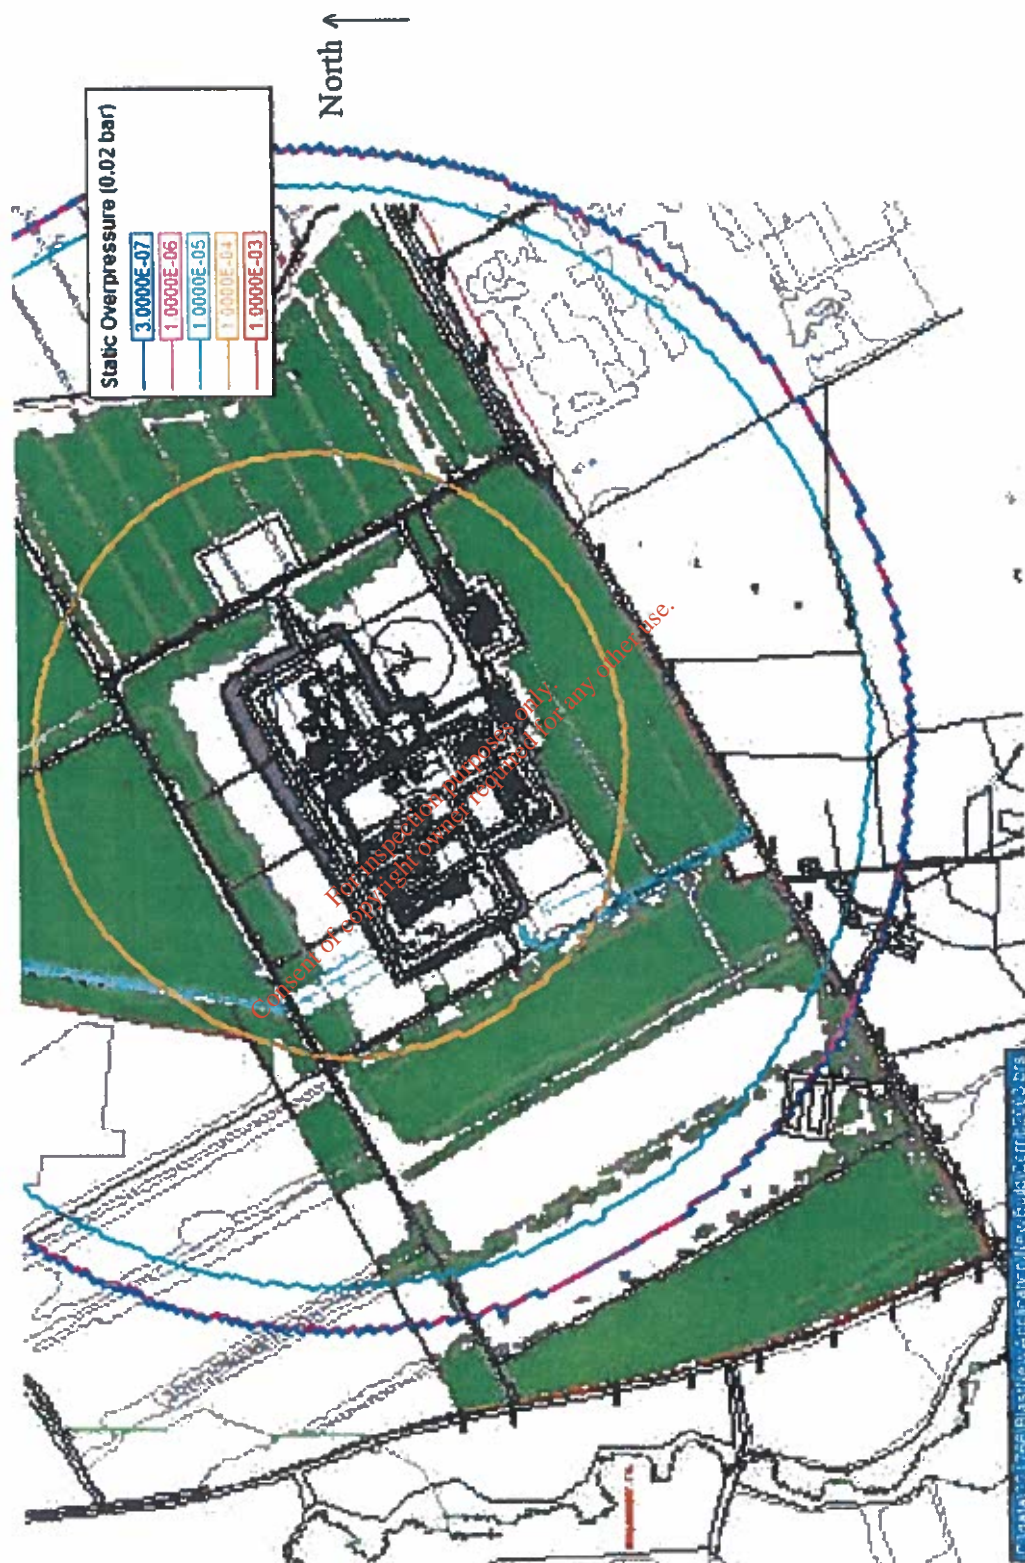 North
Static Overpressure (0.02 bar)
3.0000E-07
1.0000E-06
1.0000E-05
1.0000E-04
1.0000E-03
For inspection purposes only.
Consent of copyright owner required for any other use.